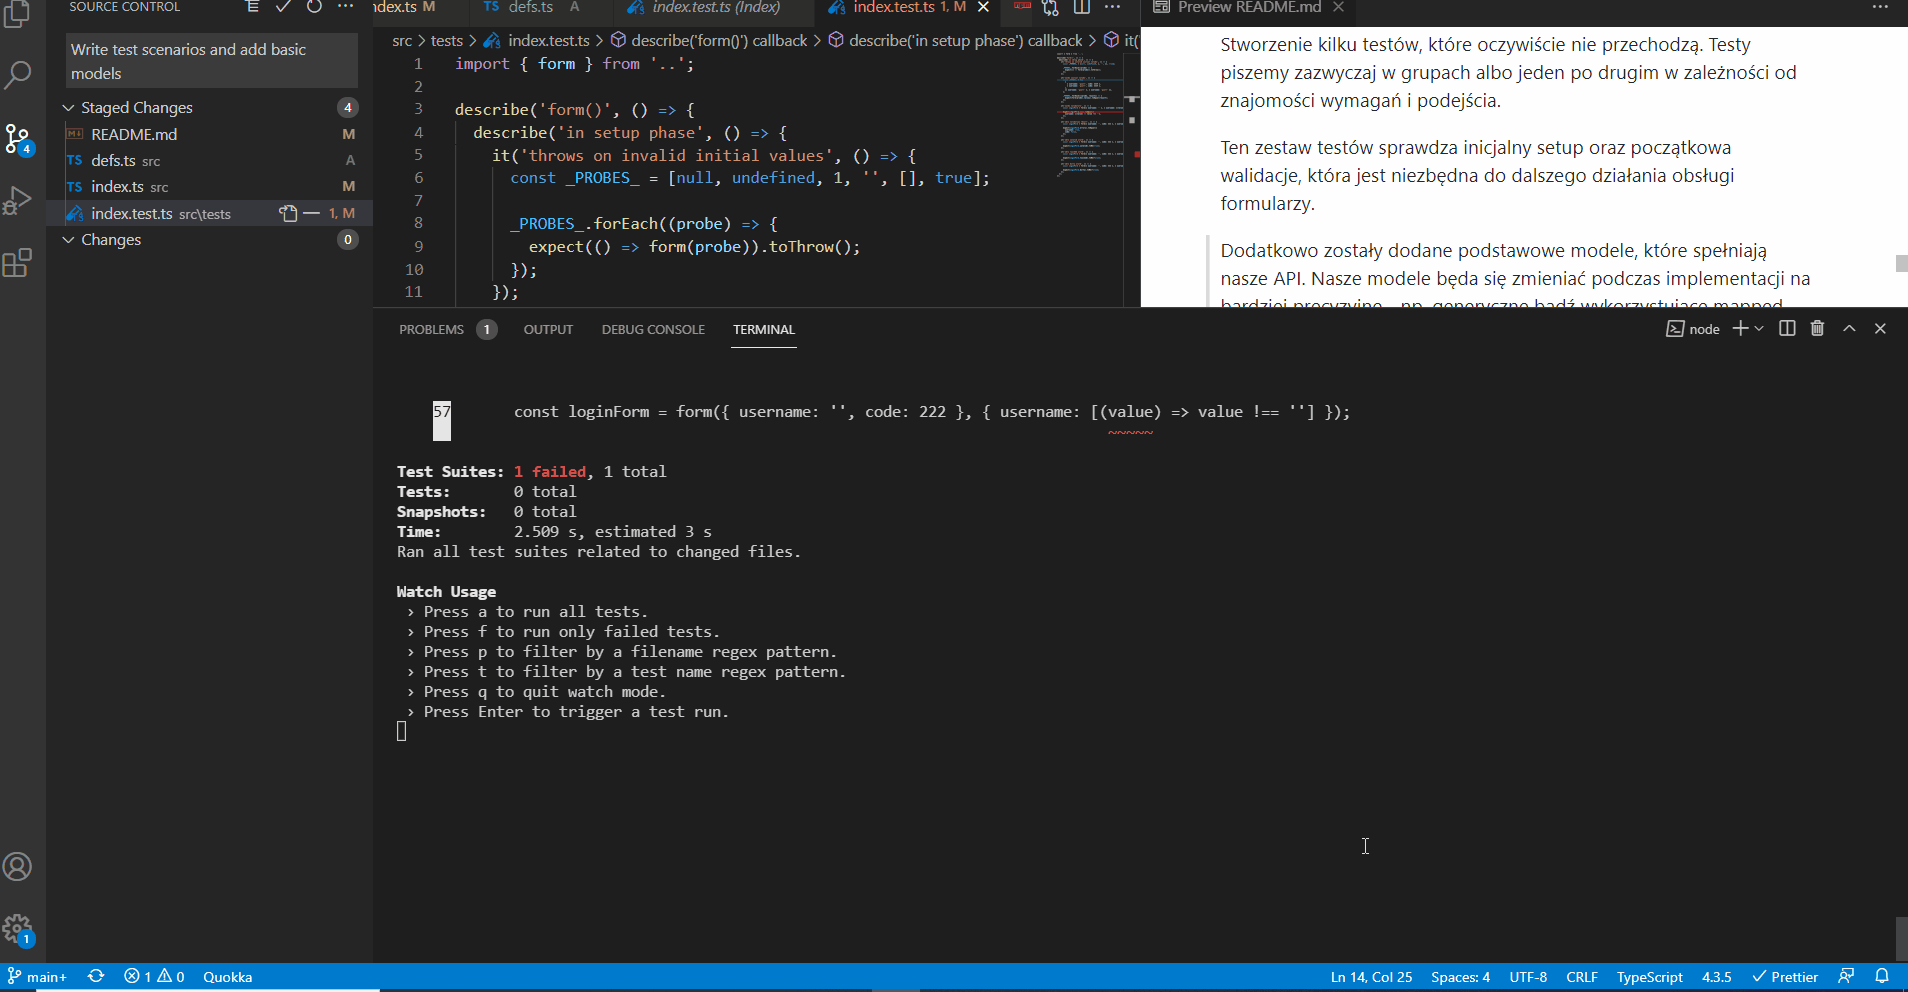 SOURCE CONTROL
Write test scenarios and add basic
models
Staged Changes 4
README.md M
defs.ts src A
index.ts src M
index.test.ts src\tests 1, M
Changes 0
4
1
ndex.ts M
TS defs.ts A
index.test.ts (Index)
index.test.ts 1, M
src > tests > index.test.ts > describe('form()') callback > describe('in setup phase') callback > it('
1 import { form } from '..';
2
3 describe('form()', () => {
4 describe('in setup phase', () => {
5 it('throws on invalid initial values', () => {
6 const _PROBES_ = [null, undefined, 1, '', [], true];
7
8 _PROBES_.forEach((probe) => {
9 expect(() => form(probe)).toThrow();
10 });
11 });
Preview README.md
Stworzenie kilku testów, które oczywiście nie przechodzą. Testy
piszemy zazwyczaj w grupach albo jeden po drugim w zależności od
znajomości wymagań i podejścia.
Ten zestaw testów sprawdza inicjalny setup oraz początkowa
walidacje, która jest niezbędna do dalszego działania obsługi
formularzy.
Dodatkowo zostały dodane podstawowe modele, które spełniają
nasze API. Nasze modele będa się zmieniać podczas implementacji na
bardziej precyzyjne - np. generyczne bądź wykorzystujące mapped
PROBLEMS 1 OUTPUT DEBUG CONSOLE TERMINAL
node
57 const loginForm = form({ username: '', code: 222 }, { username: [(value) => value !== ''] });
~~~~~
Test Suites: 1 failed, 1 total
Tests: 0 total
Snapshots: 0 total
Time: 2.509 s, estimated 3 s
Ran all test suites related to changed files.
Watch Usage
› Press a to run all tests.
› Press f to run only failed tests.
› Press p to filter by a filename regex pattern.
› Press t to filter by a test name regex pattern.
› Press q to quit watch mode.
› Press Enter to trigger a test run.
main+ 1 0 Quokka
Ln 14, Col 25 Spaces: 4 UTF-8 CRLF TypeScript 4.3.5 Prettier